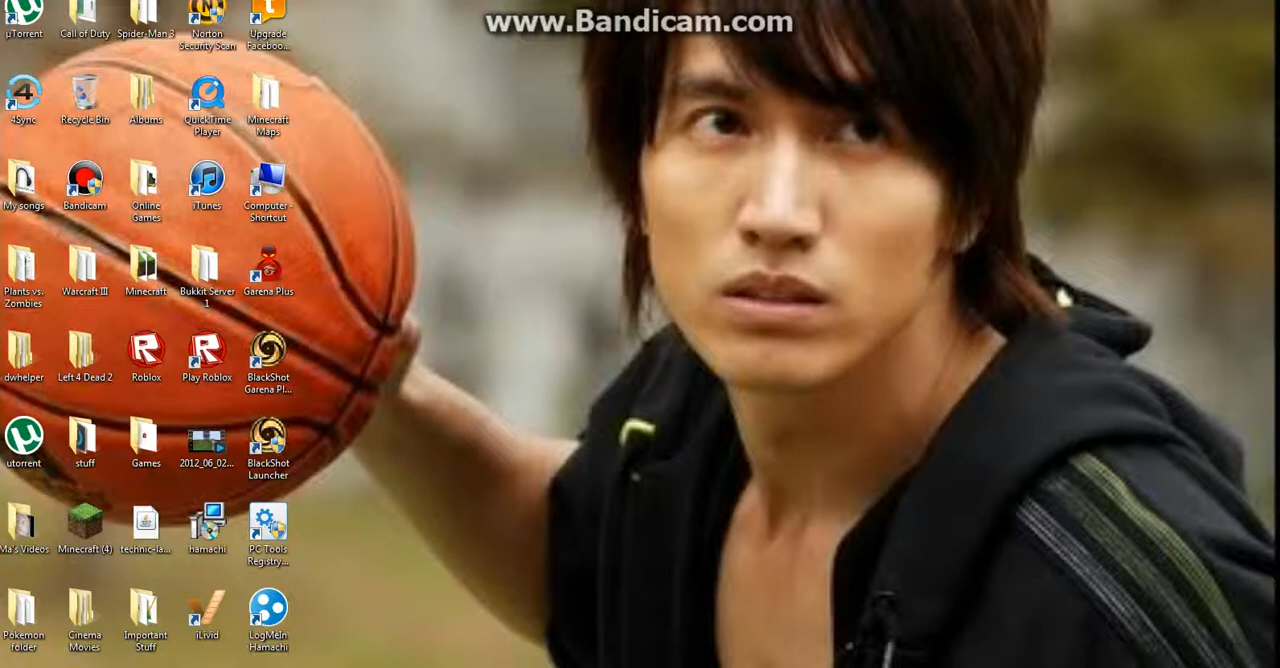 www.Bandicam.com
µTorrent
Call of Duty
Spider-Man 3
Norton
Security Scan
Upgrade
Faceboo...
4Sync
Recycle Bin
Albums
QuickTime
Player
Minecraft
Maps
My songs
Bandicam
Online
Games
iTunes
Computer -
Shortcut
Plants vs.
Zombies
Warcraft III
Minecraft
Bukkit Server
1
Garena Plus
dwhelper
Left 4 Dead 2
Roblox
Play Roblox
BlackShot
Garena Pl...
utorrent
stuff
Games
2012_06_02...
BlackShot
Launcher
Ma's Videos
Minecraft (4)
technic-la...
hamachi
PC Tools
Registry...
Pokemon
folder
Cinema
Movies
Important
Stuff
iLivid
LogMeIn
Hamachi